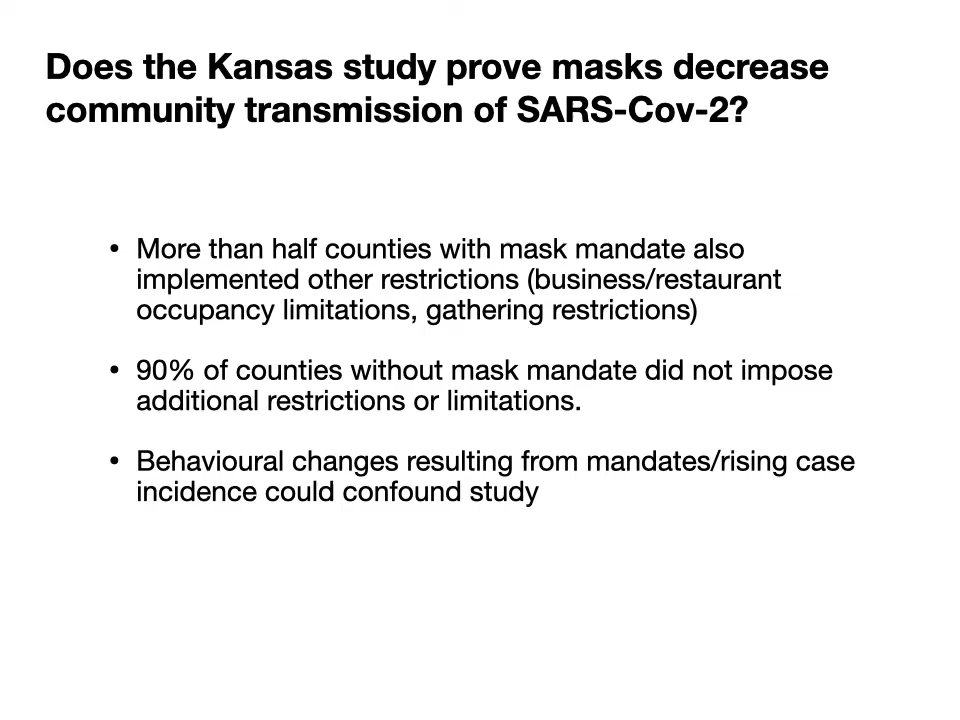 Does the Kansas study prove masks decrease
community transmission of SARS-Cov-2?
• More than half counties with mask mandate also
implemented other restrictions (business/restaurant
occupancy limitations, gathering restrictions)
• 90% of counties without mask mandate did not impose
additional restrictions or limitations.
• Behavioural changes resulting from mandates/rising case
incidence could confound study